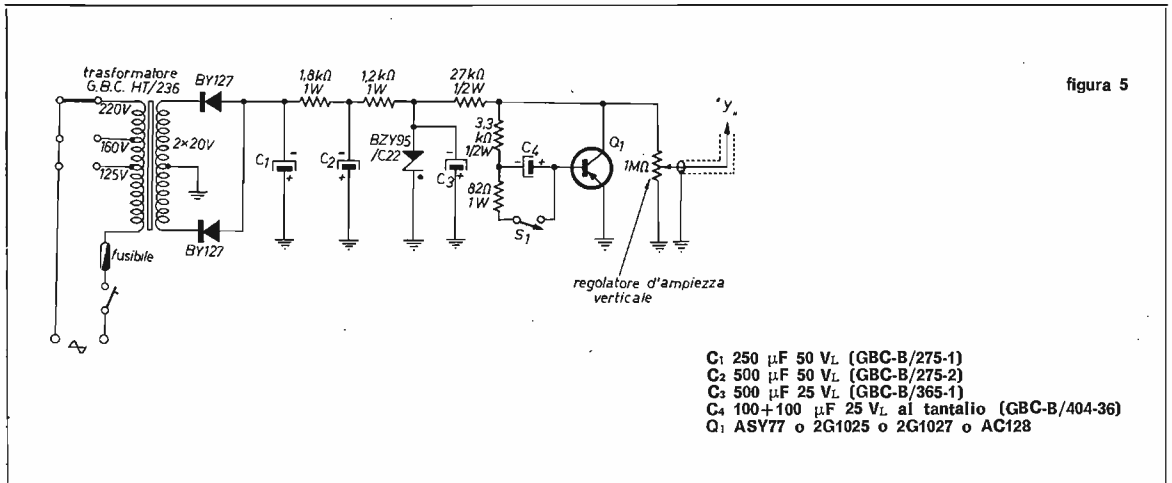 figura 5
trasformatore
G.B.C. HT/236
BY127
220V
160V
125V
2×20V
BY127
fusibile
1,8kΩ
1W
1,2kΩ
1W
27kΩ
1/2W
C1
-
+
C2
-
+
BZY95
/C22
C3
-
+
3,3
kΩ
1/2W
C4
- +
82Ω
1W
S1
Q1
1MΩ
"y"
regolatore d'ampiezza
verticale
C1 250 µF 50 VL (GBC-B/275-1)
C2 500 µF 50 VL (GBC-B/275-2)
C3 500 µF 25 VL (GBC-B/365-1)
C4 100+100 µF 25 VL al tantalio (GBC-B/404-36)
Q1 ASY77 o 2G1025 o 2G1027 o AC128